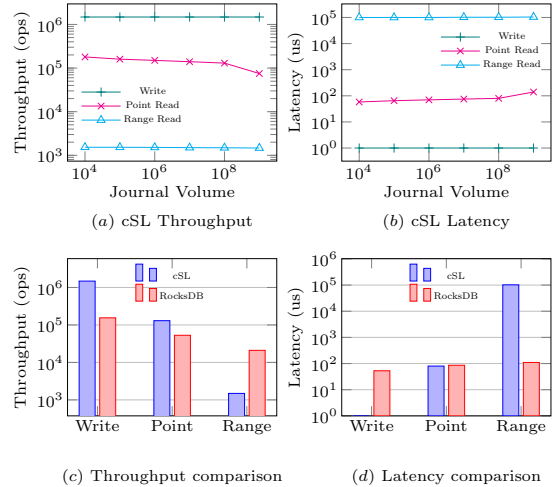 Throughput (ops)
10^6
10^5
10^4
10^3
Write
Point Read
Range Read
10^4 10^6 10^8
Journal Volume
(a) cSL Throughput
Latency (us)
10^5
10^4
10^3
10^2
10^1
10^0
Write
Point Read
Range Read
10^4 10^6 10^8
Journal Volume
(b) cSL Latency
Throughput (ops)
10^6
10^5
10^4
10^3
cSL
RocksDB
Write Point Range
(c) Throughput comparison
Latency (us)
10^6
10^5
10^4
10^3
10^2
10^1
10^0
cSL
RocksDB
Write Point Range
(d) Latency comparison